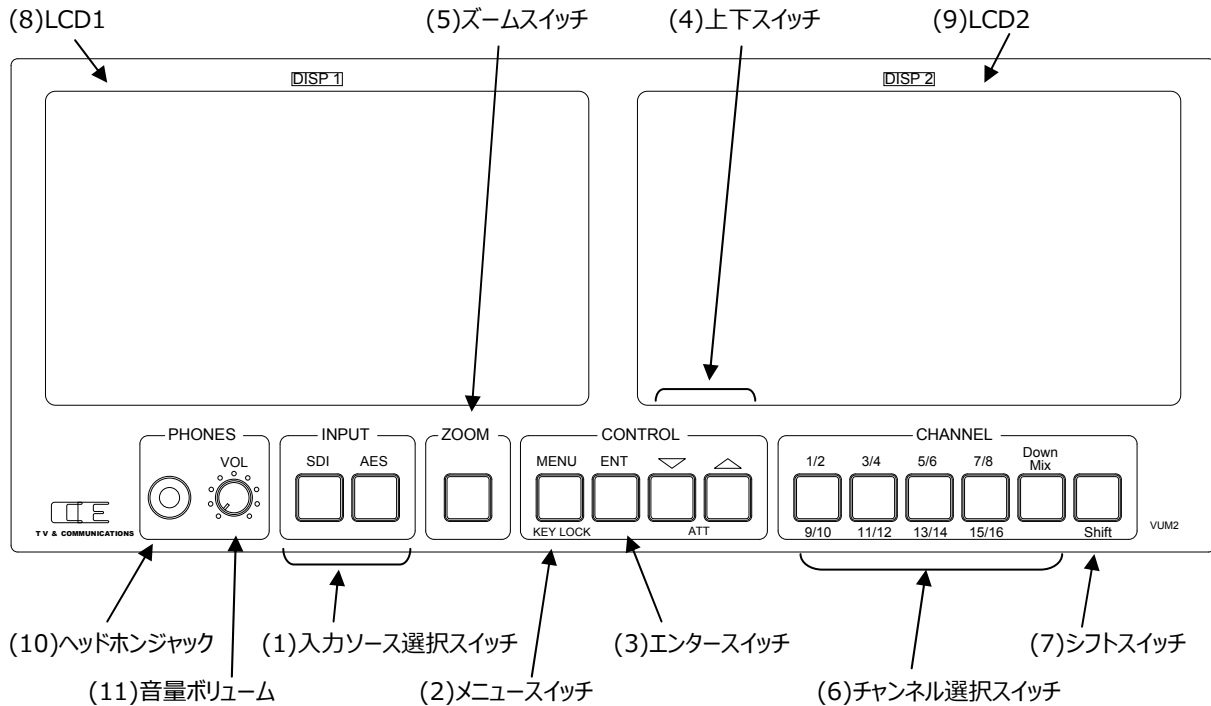 (8)LCD1
(5)ズームスイッチ
(4)上下スイッチ
(9)LCD2
DISP 1
DISP 2
PHONES
INPUT
ZOOM
CONTROL
CHANNEL
VOL
SDI
AES
MENU
ENT
1/2
3/4
5/6
7/8
Down
Mix
TV & COMMUNICATIONS
KEY LOCK
ATT
9/10
11/12
13/14
15/16
Shift
VUM2
(10)ヘッドホンジャック
(1)入力ソース選択スイッチ
(3)エンタースイッチ
(7)シフトスイッチ
(11)音量ボリューム
(2)メニュースイッチ
(6)チャンネル選択スイッチ